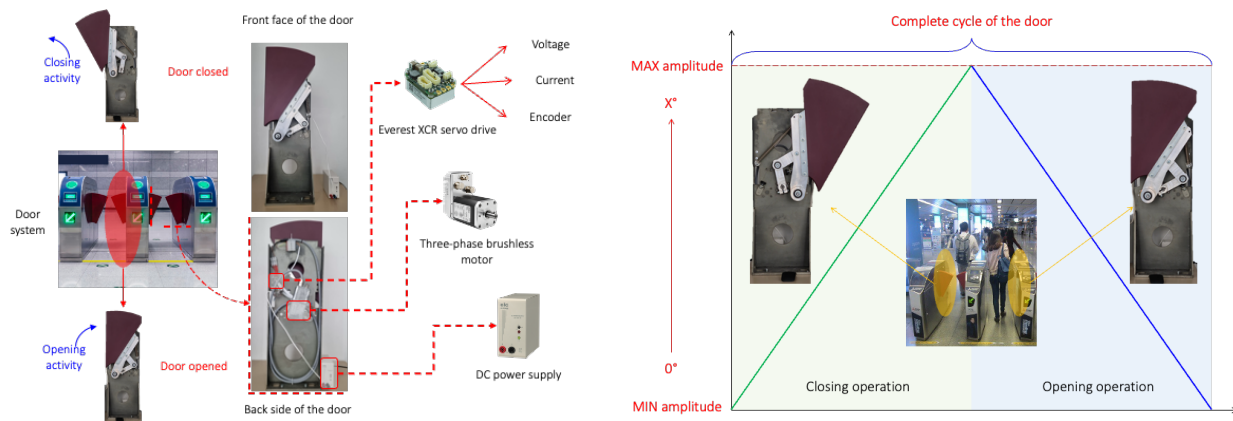 Front face of the door
Closing
activity
Door closed
Voltage
Current
Encoder
Everest XCR servo drive
Door
system
Three-phase brushless
motor
Opening
activity
Door opened
DC power supply
Back side of the door
Complete cycle of the door
MAX amplitude
X°
0°
MIN amplitude
Closing operation
Opening operation